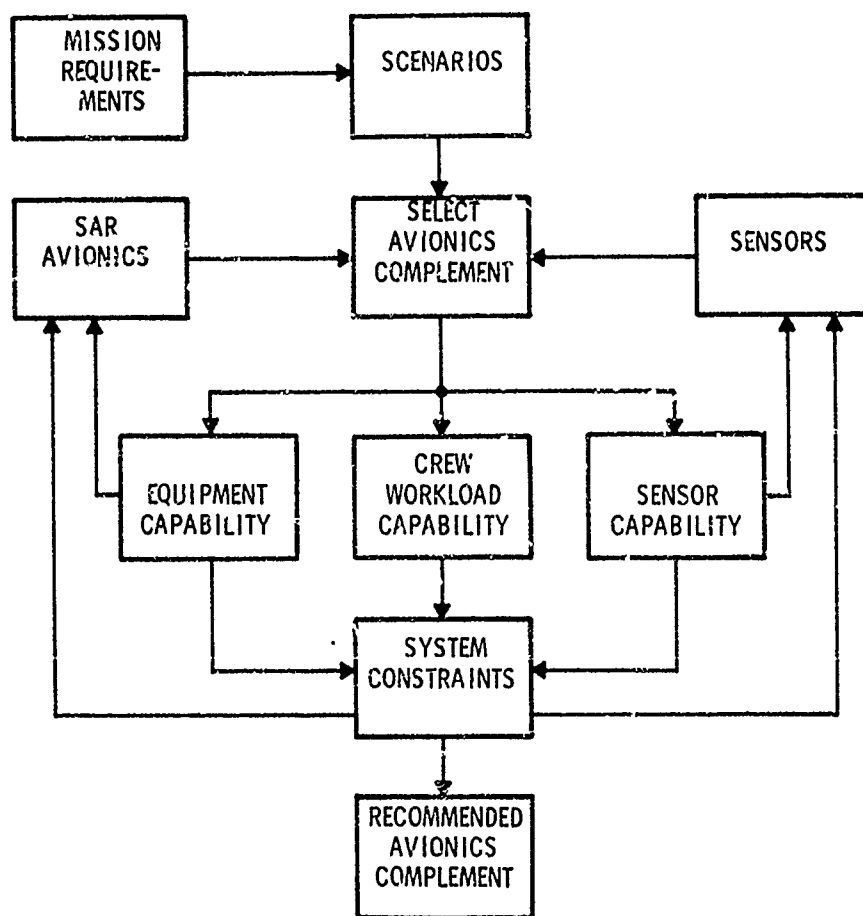 MISSION
REQUIRE-
MENTS
SCENARIOS
SAR
AVIONICS
SELECT
AVIONICS
COMPLEMENT
SENSORS
EQUIPMENT
CAPABILITY
CREW
WORKLOAD
CAPABILITY
SENSOR
CAPABILITY
SYSTEM
CONSTRAINTS
RECOMMENDED
AVIONICS
COMPLEMENT